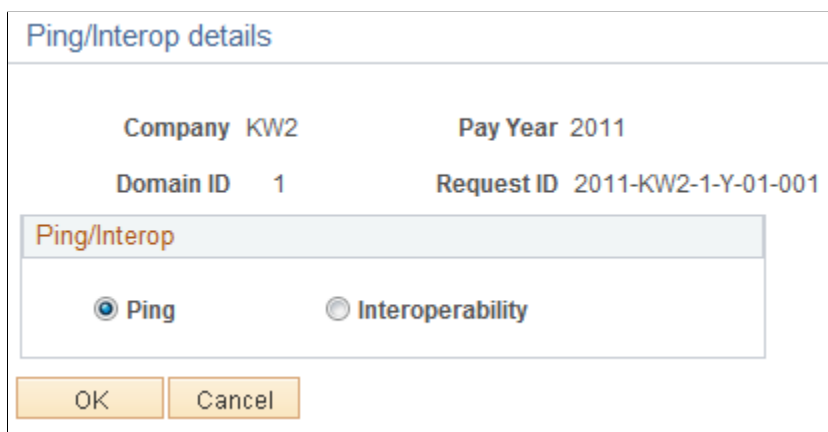 Ping/Interop details
Company KW2 Pay Year 2011
Domain ID 1 Request ID 2011-KW2-1-Y-01-001
Ping/Interop
Ping Interoperability
OK Cancel